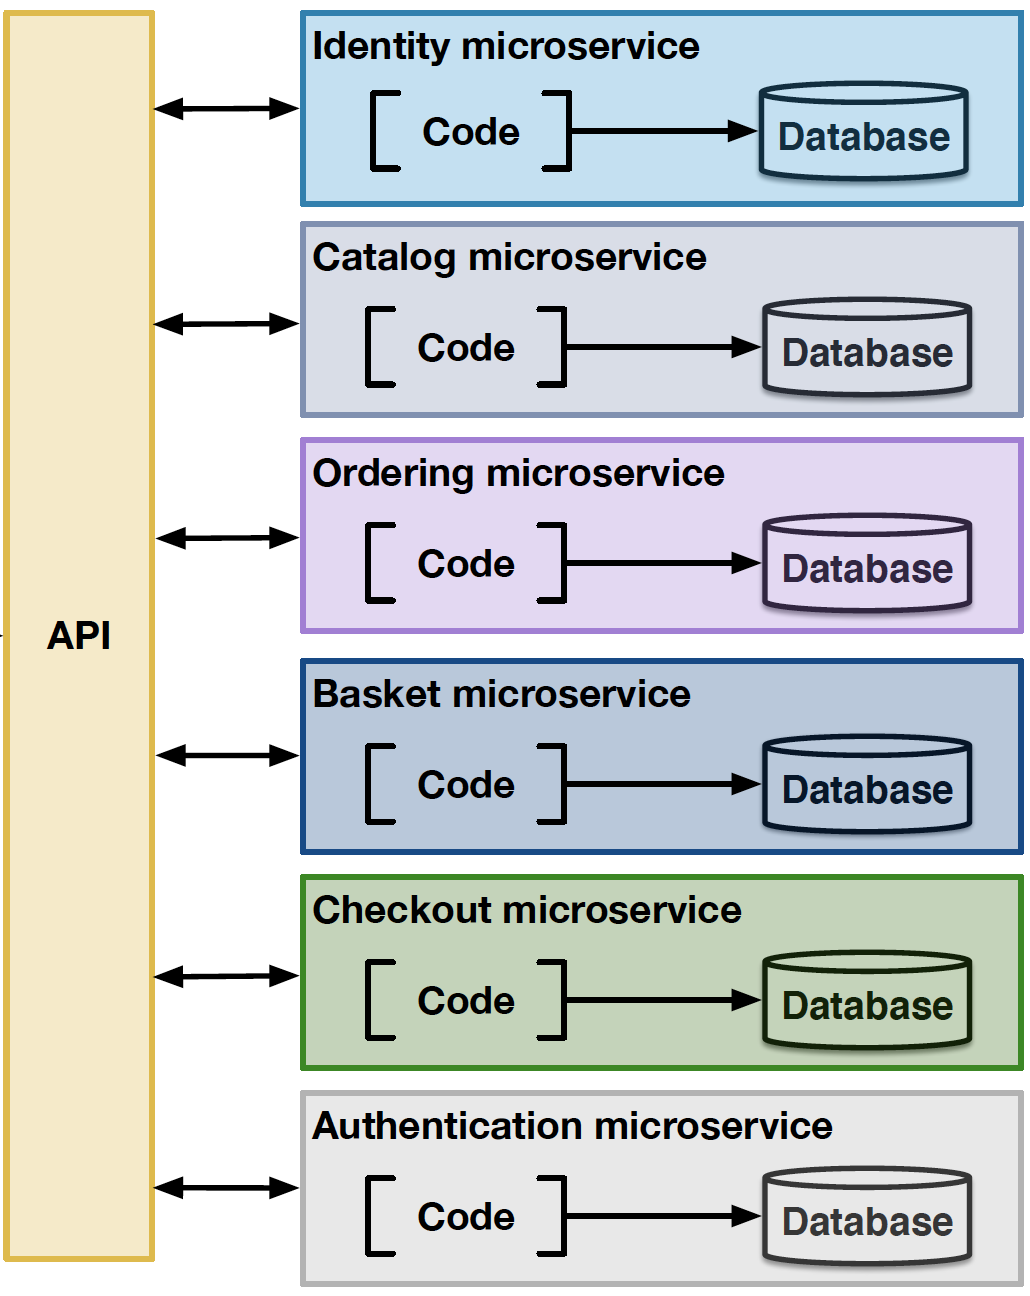 API
Identity microservice
Code
Database
Catalog microservice
Code
Database
Ordering microservice
Code
Database
Basket microservice
Code
Database
Checkout microservice
Code
Database
Authentication microservice
Code
Database